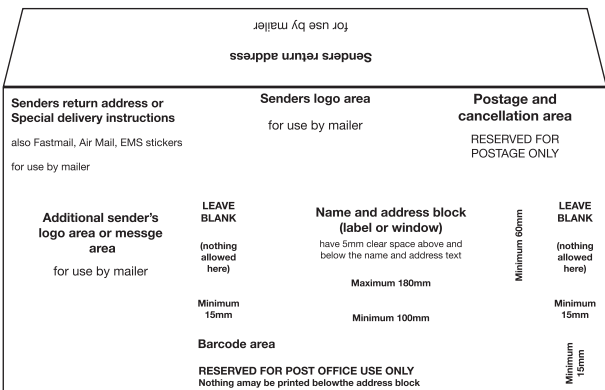 Senders return address
for use by mailer
Senders return address or
Special delivery instructions
also Fastmail, Air Mail, EMS stickers
for use by mailer
Senders logo area
for use by mailer
Postage and
cancellation area
RESERVED FOR
POSTAGE ONLY
Additional sender's
logo area or messge
area
for use by mailer
LEAVE
BLANK
(nothing
allowed
here)
Minimum
15mm
Name and address block
(label or window)
have 5mm clear space above and
below the name and address text
Maximum 180mm
Minimum 100mm
Minimum 60mm
LEAVE
BLANK
(nothing
allowed
here)
Minimum
15mm
Barcode area
RESERVED FOR POST OFFICE USE ONLY
Nothing amay be printed belowthe address block
Minimum
15mm